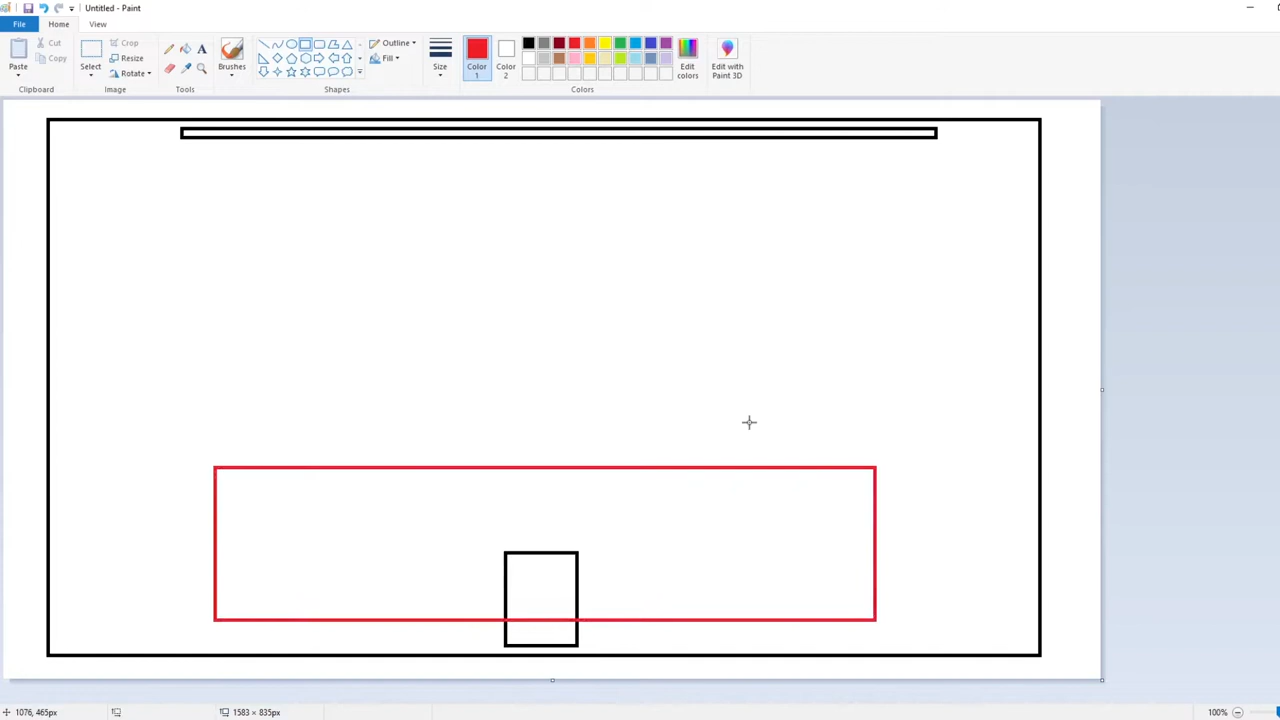 Untitled - Paint
File Home View
Cut Crop Outline Edit Edit with
Copy Resize Fill
Paste Select Rotate Brushes Size Color Color colors Paint 3D
1 2
Clipboard Image Tools Shapes Colors
1076, 465px 1583 × 835px 100%